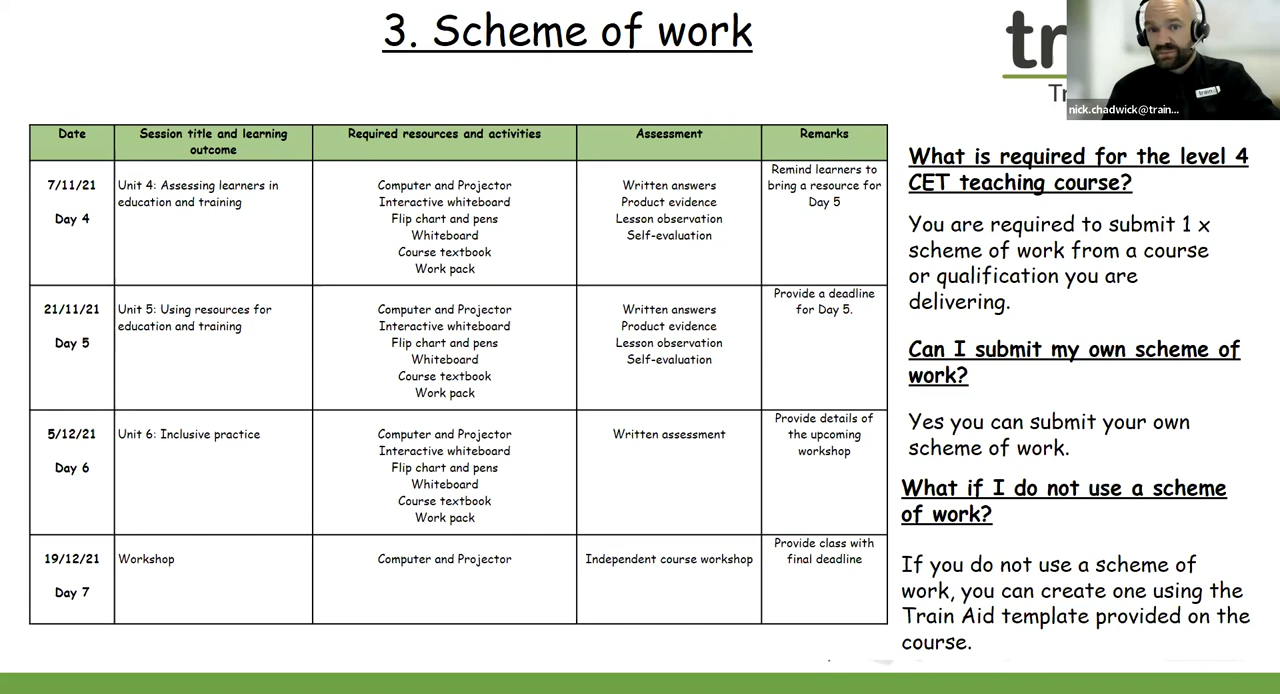 3. Scheme of work
tr
Tr
train
nick.chadwick@train...
Date
Session title and learning
outcome
Required resources and activities
Assessment
Remarks
7/11/21
Day 4
Unit 4: Assessing learners in
education and training
Computer and Projector
Interactive whiteboard
Flip chart and pens
Whiteboard
Course textbook
Work pack
Written answers
Product evidence
Lesson observation
Self-evaluation
Remind learners to
bring a resource for
Day 5
21/11/21
Day 5
Unit 5: Using resources for
education and training
Computer and Projector
Interactive whiteboard
Flip chart and pens
Whiteboard
Course textbook
Work pack
Written answers
Product evidence
Lesson observation
Self-evaluation
Provide a deadline
for Day 5.
5/12/21
Day 6
Unit 6: Inclusive practice
Computer and Projector
Interactive whiteboard
Flip chart and pens
Whiteboard
Course textbook
Work pack
Written assessment
Provide details of
the upcoming
workshop
19/12/21
Day 7
Workshop
Computer and Projector
Independent course workshop
Provide class with
final deadline
What is required for the level 4
CET teaching course?
You are required to submit 1 x
scheme of work from a course
or qualification you are
delivering.
Can I submit my own scheme of
work?
Yes you can submit your own
scheme of work.
What if I do not use a scheme
of work?
If you do not use a scheme of
work, you can create one using the
Train Aid template provided on the
course.